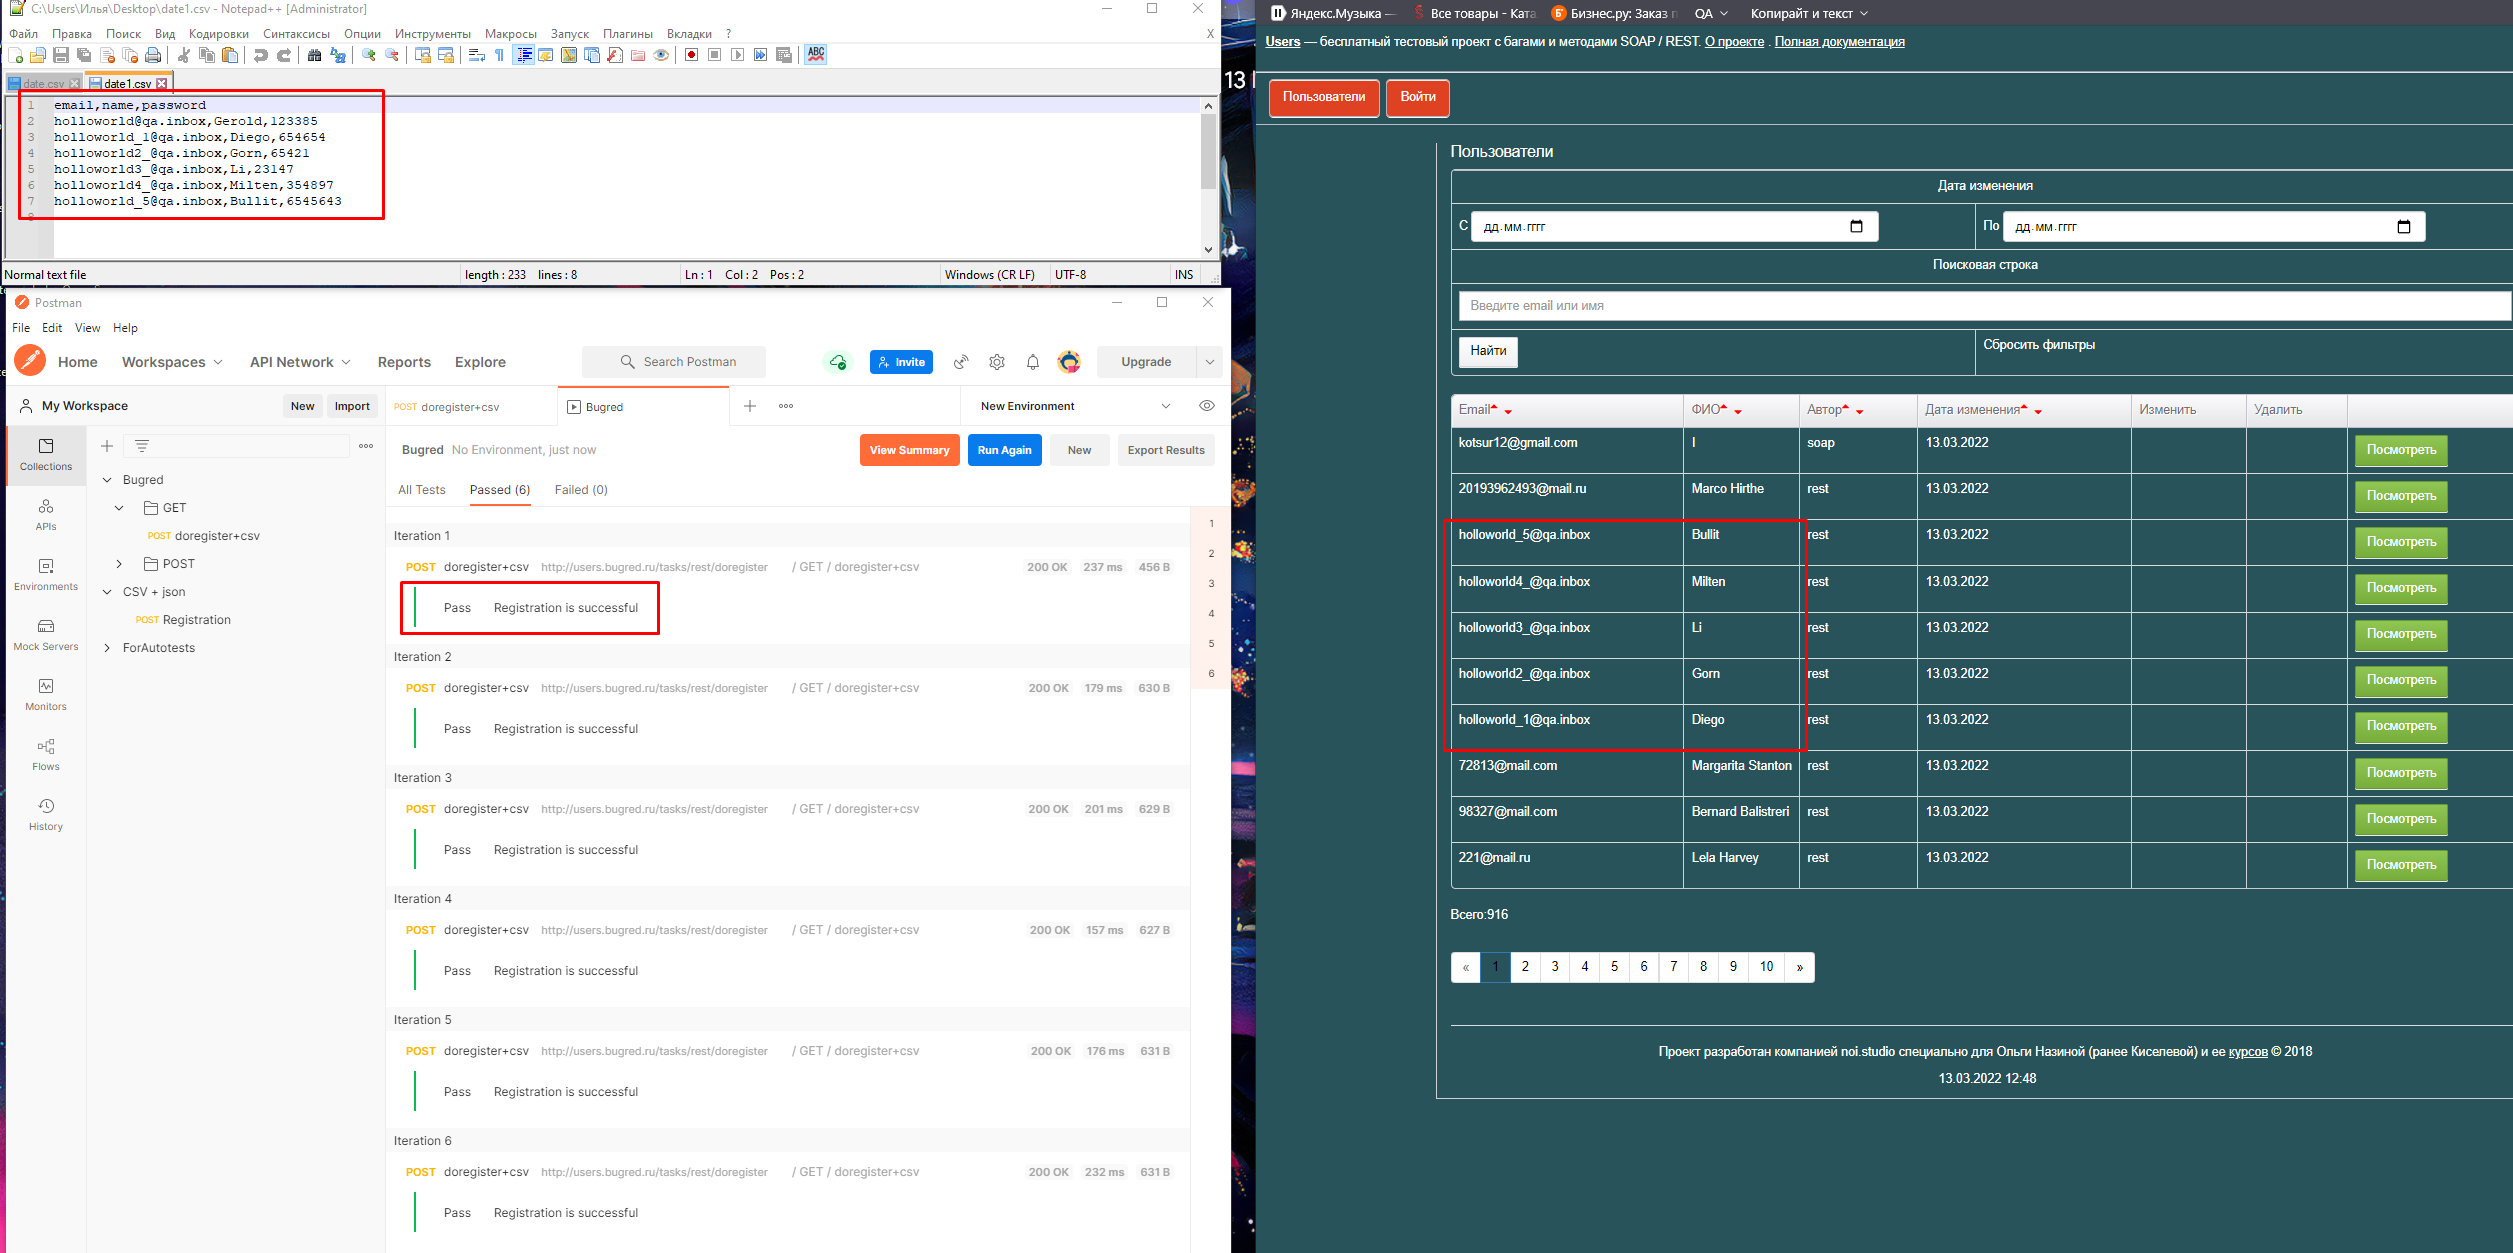 C:\Users\Илья\Desktop\date1.csv - Notepad++ [Administrator]
Файл Правка Поиск Вид Кодировки Синтаксисы Опции Инструменты Макросы Запуск Плагины Вкладки ? X
date.csv date1.csv
1 email,name,password
2 holloworld@qa.inbox,Gerold,123385
3 holloworld_1@qa.inbox,Diego,654654
4 holloworld2_@qa.inbox,Gorn,65421
5 holloworld3_@qa.inbox,Li,23147
6 holloworld4_@qa.inbox,Milten,354897
7 holloworld_5@qa.inbox,Bullit,6545643
8
Normal text file length : 233 lines : 8 Ln : 1 Col : 2 Pos : 2 Windows (CR LF) UTF-8 INS
Postman
File Edit View Help
Home Workspaces API Network Reports Explore Search Postman Invite Upgrade
My Workspace New Import POST doregister+csv Bugred New Environment
Collections
APIs
Environments
Mock Servers
Monitors
Flows
History
Bugred
GET
POST doregister+csv
POST
CSV + json
POST Registration
ForAutotests
Bugred No Environment, just now View Summary Run Again New Export Results
All Tests Passed (6) Failed (0)
Iteration 1
POST doregister+csv http://users.bugred.ru/tasks/rest/doregister / GET / doregister+csv 200 OK 237 ms 456 B
Pass Registration is successful
Iteration 2
POST doregister+csv http://users.bugred.ru/tasks/rest/doregister / GET / doregister+csv 200 OK 179 ms 630 B
Pass Registration is successful
Iteration 3
POST doregister+csv http://users.bugred.ru/tasks/rest/doregister / GET / doregister+csv 200 OK 201 ms 629 B
Pass Registration is successful
Iteration 4
POST doregister+csv http://users.bugred.ru/tasks/rest/doregister / GET / doregister+csv 200 OK 157 ms 627 B
Pass Registration is successful
Iteration 5
POST doregister+csv http://users.bugred.ru/tasks/rest/doregister / GET / doregister+csv 200 OK 176 ms 631 B
Pass Registration is successful
Iteration 6
POST doregister+csv http://users.bugred.ru/tasks/rest/doregister / GET / doregister+csv 200 OK 232 ms 631 B
Pass Registration is successful
1
2
3
4
5
6
13
Яндекс.Музыка — Все товары - Ката Бизнес.ру: Заказ QA Копирайт и текст
Users — бесплатный тестовый проект с багами и методами SOAP / REST. О проекте . Полная документация
Пользователи Войти
Пользователи
Дата изменения
С дд.мм.гггг По дд.мм.гггг
Поисковая строка
Введите email или имя
Найти Сбросить фильтры
Email ФИО Автор Дата изменения Изменить Удалить
kotsur12@gmail.com I soap 13.03.2022 Посмотреть
20193962493@mail.ru Marco Hirthe rest 13.03.2022 Посмотреть
holloworld_5@qa.inbox Bullit rest 13.03.2022 Посмотреть
holloworld4_@qa.inbox Milten rest 13.03.2022 Посмотреть
holloworld3_@qa.inbox Li rest 13.03.2022 Посмотреть
holloworld2_@qa.inbox Gorn rest 13.03.2022 Посмотреть
holloworld_1@qa.inbox Diego rest 13.03.2022 Посмотреть
72813@mail.com Margarita Stanton rest 13.03.2022 Посмотреть
98327@mail.com Bernard Balistreri rest 13.03.2022 Посмотреть
221@mail.ru Lela Harvey rest 13.03.2022 Посмотреть
Всего:916
« 1 2 3 4 5 6 7 8 9 10 »
Проект разработан компанией noi.studio специально для Ольги Назиной (ранее Киселевой) и ее курсов © 2018
13.03.2022 12:48